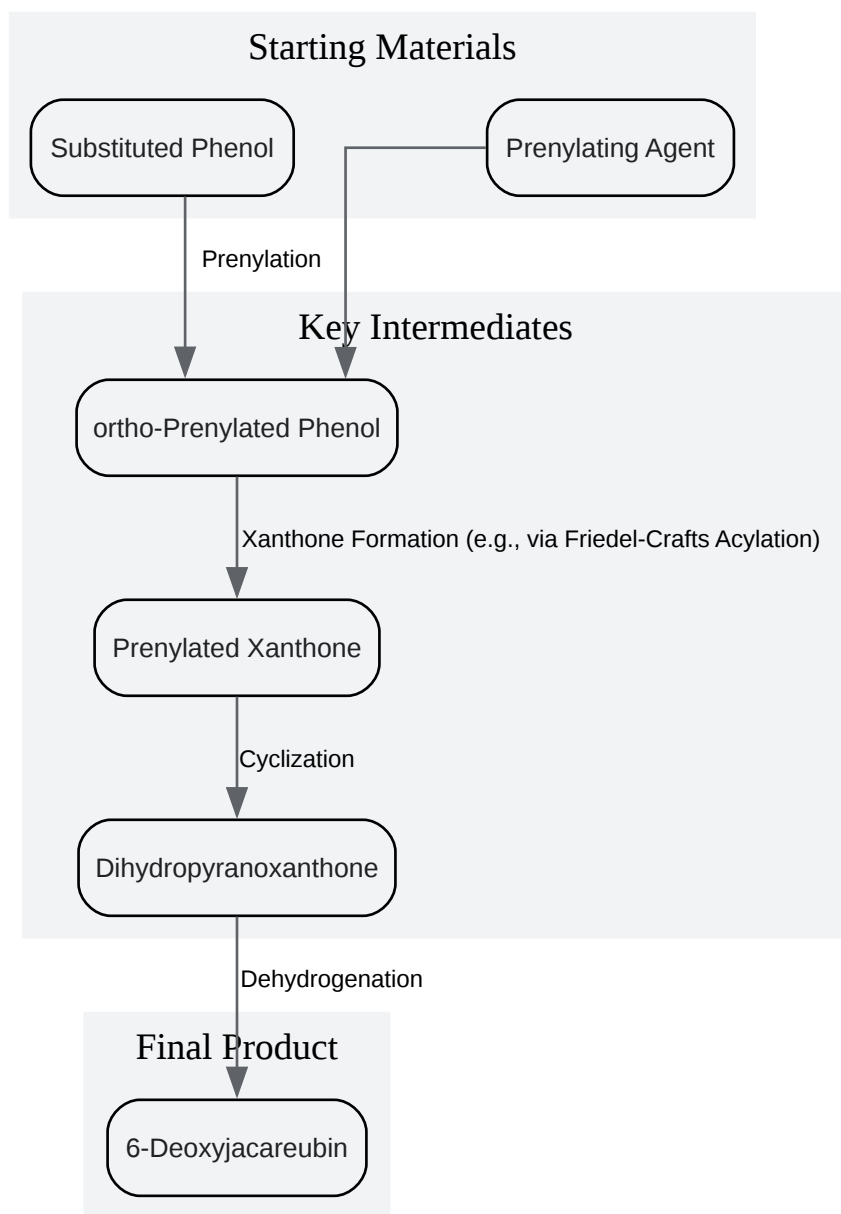 Starting Materials
Substituted Phenol
Prenylating Agent
Prenylation
Key Intermediates
ortho-Prenylated Phenol
Xanthone Formation (e.g., via Friedel-Crafts Acylation)
Prenylated Xanthone
Cyclization
Dihydropyranoxanthone
Dehydrogenation
Final Product
6-Deoxyjacareubin